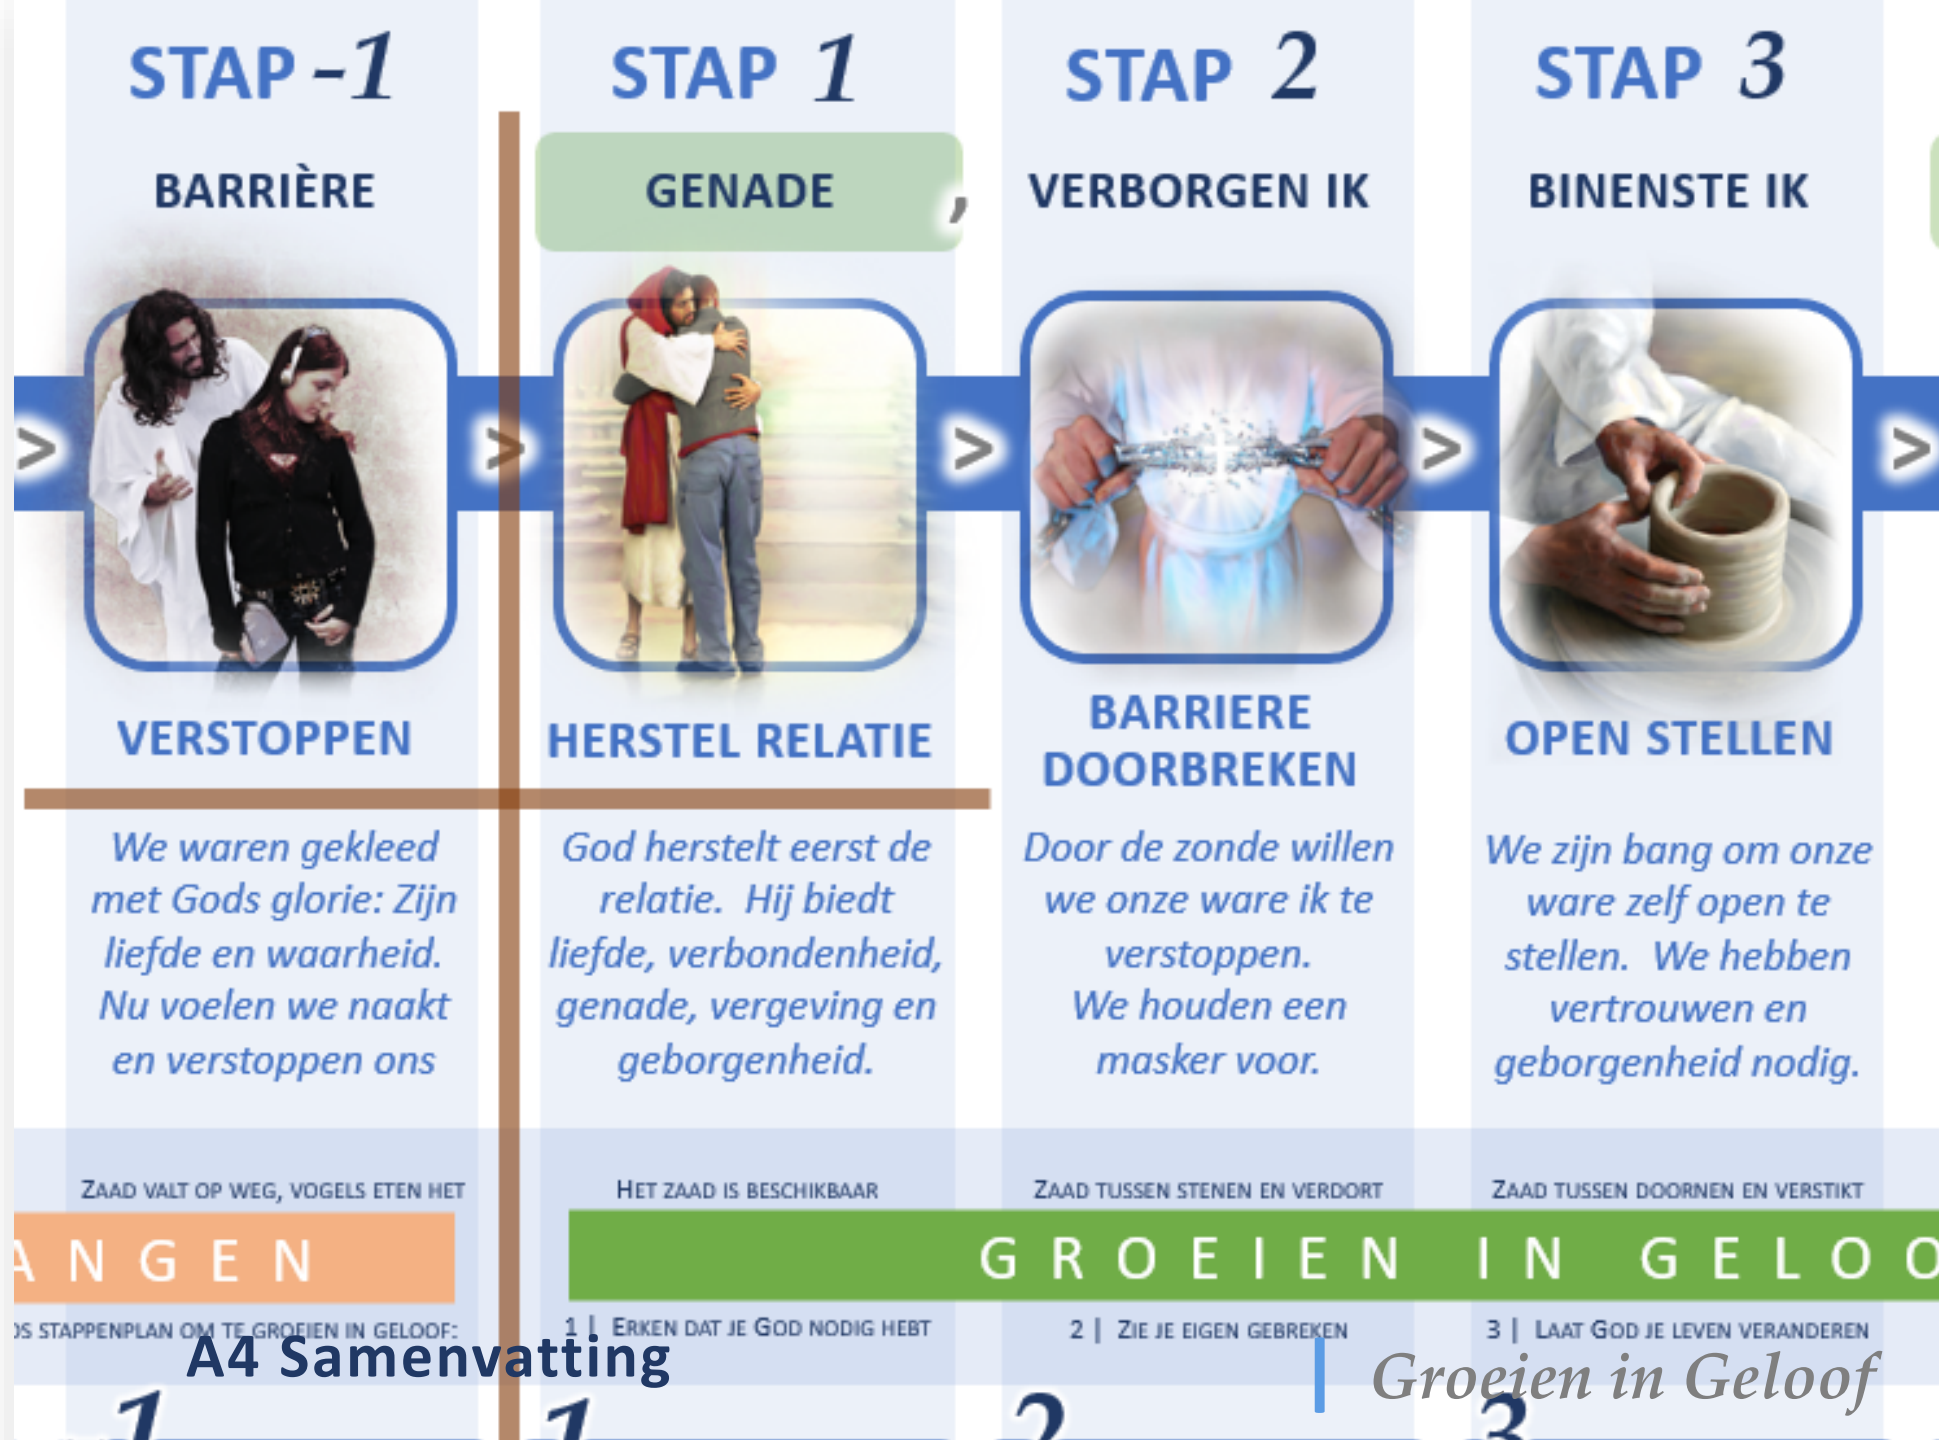 STAP -1
BARRIÈRE
>
>
VERSTOPPEN
We waren gekleed
met Gods glorie: Zijn
liefde en waarheid.
Nu voelen we naakt
en verstoppen ons
ZAAD VALT OP WEG, VOGELS ETEN HET
ANGEN
STAPPENPLAN OM TE GROEIEN IN GELOOF:
-1
STAP 1
GENADE ,
>
HERSTEL RELATIE
God herstelt eerst de
relatie. Hij biedt
liefde, verbondenheid,
genade, vergeving en
geborgenheid.
HET ZAAD IS BESCHIKBAAR
1 | ERKEN DAT JE GOD NODIG HEBT
1
STAP 2
VERBORGEN IK
>
BARRIERE
DOORBREKEN
Door de zonde willen
we onze ware ik te
verstoppen.
We houden een
masker voor.
ZAAD TUSSEN STENEN EN VERDORT
GROEIEN IN GELOO
2 | ZIE JE EIGEN GEBREKEN
2
STAP 3
BINENSTE IK
>
OPEN STELLEN
We zijn bang om onze
ware zelf open te
stellen. We hebben
vertrouwen en
geborgenheid nodig.
ZAAD TUSSEN DOORNEN EN VERSTIKT
3 | LAAT GOD JE LEVEN VERANDEREN
3
A4 Samenvatting
Groeien in Geloof